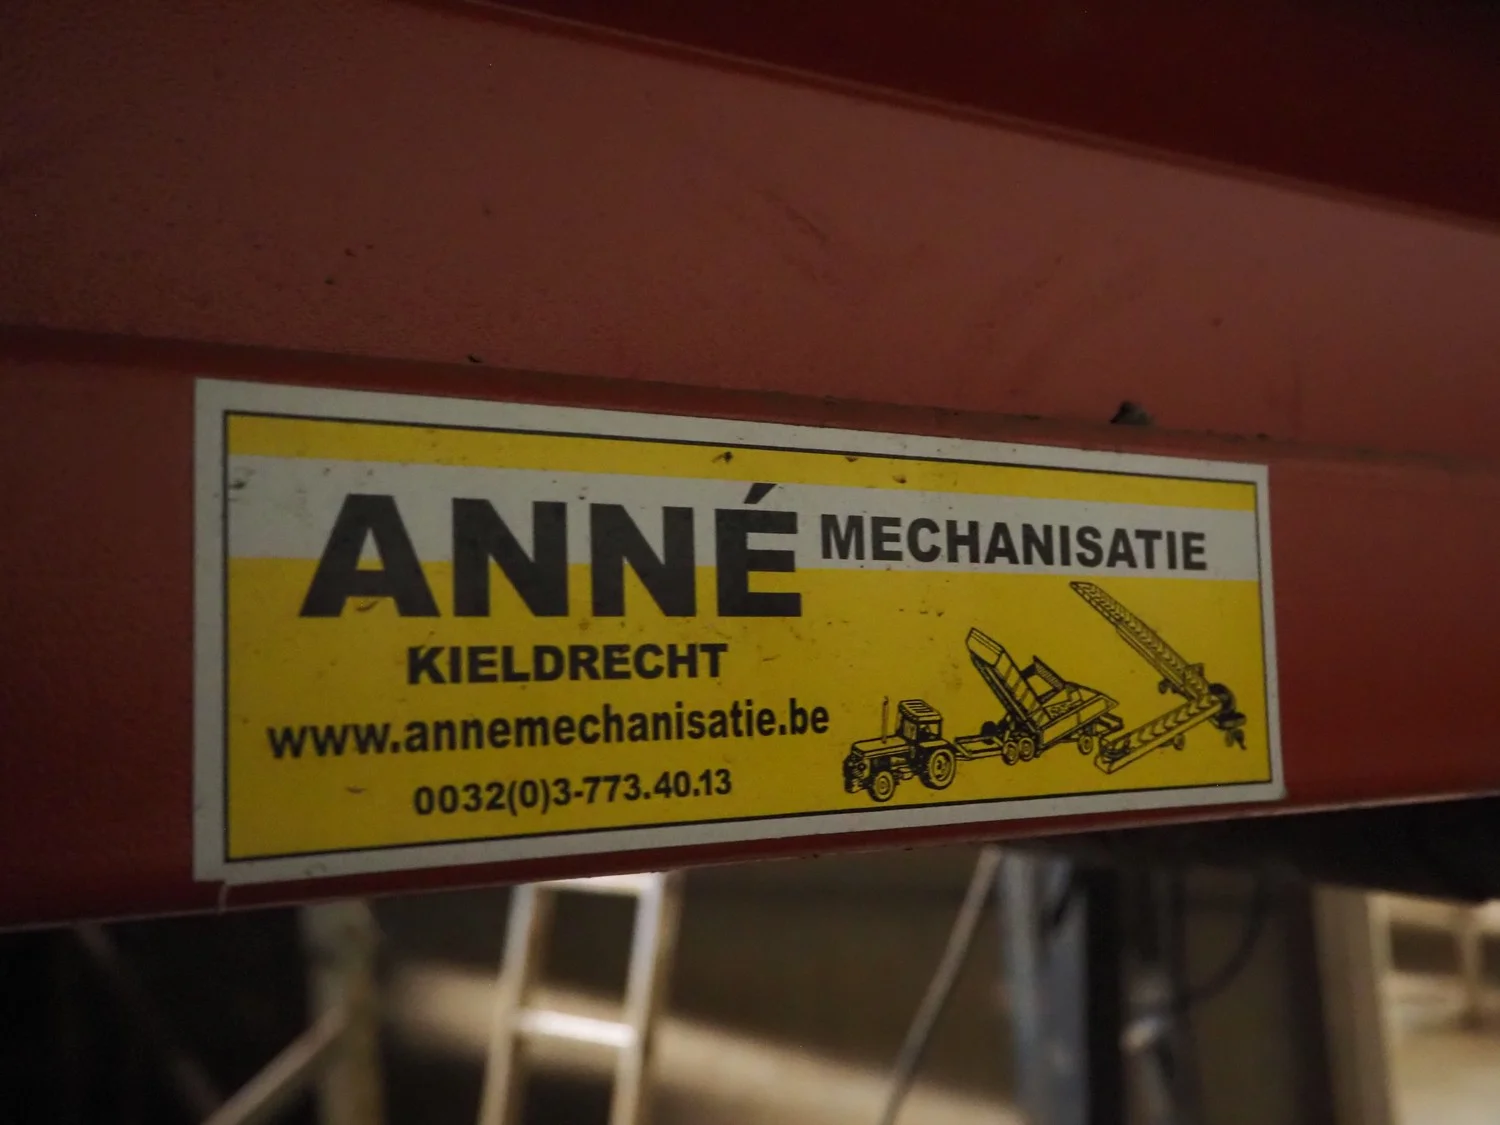 ANNÉ MECHANISATIE
KIELDRECHT
www.annemechanisatie.be
0032(0)3-773.40.13